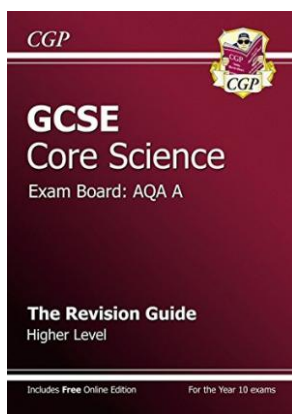 CGP
CGP
CGP
GCSE
Core Science
Exam Board: AQA A
The Revision Guide
Higher Level
Includes Free Online Edition
For the Year 10 exams